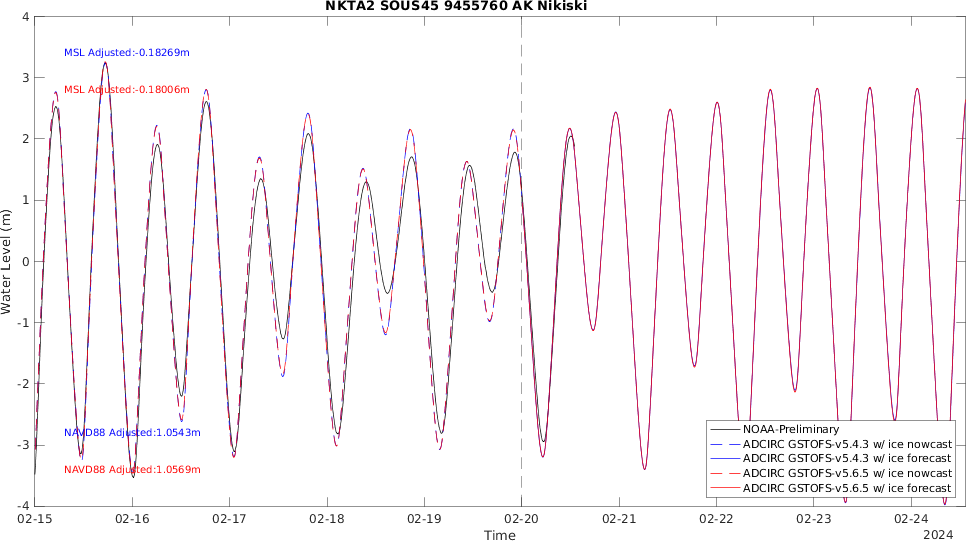 NKTA2 SOUS45 9455760 AK Nikiski
4
3
2
1
0
-1
-2
-3
-4
Water Level (m)
MSL Adjusted:-0.18269m
MSL Adjusted:-0.18006m
NAVD88 Adjusted:1.0543m
NAVD88 Adjusted:1.0569m
NOAA-Preliminary
ADCIRC GSTOFS-v5.4.3 w/ ice nowcast
ADCIRC GSTOFS-v5.4.3 w/ ice forecast
ADCIRC GSTOFS-v5.6.5 w/ ice nowcast
ADCIRC GSTOFS-v5.6.5 w/ ice forecast
02-15 02-16 02-17 02-18 02-19 02-20 02-21 02-22 02-23 02-24
Time
2024